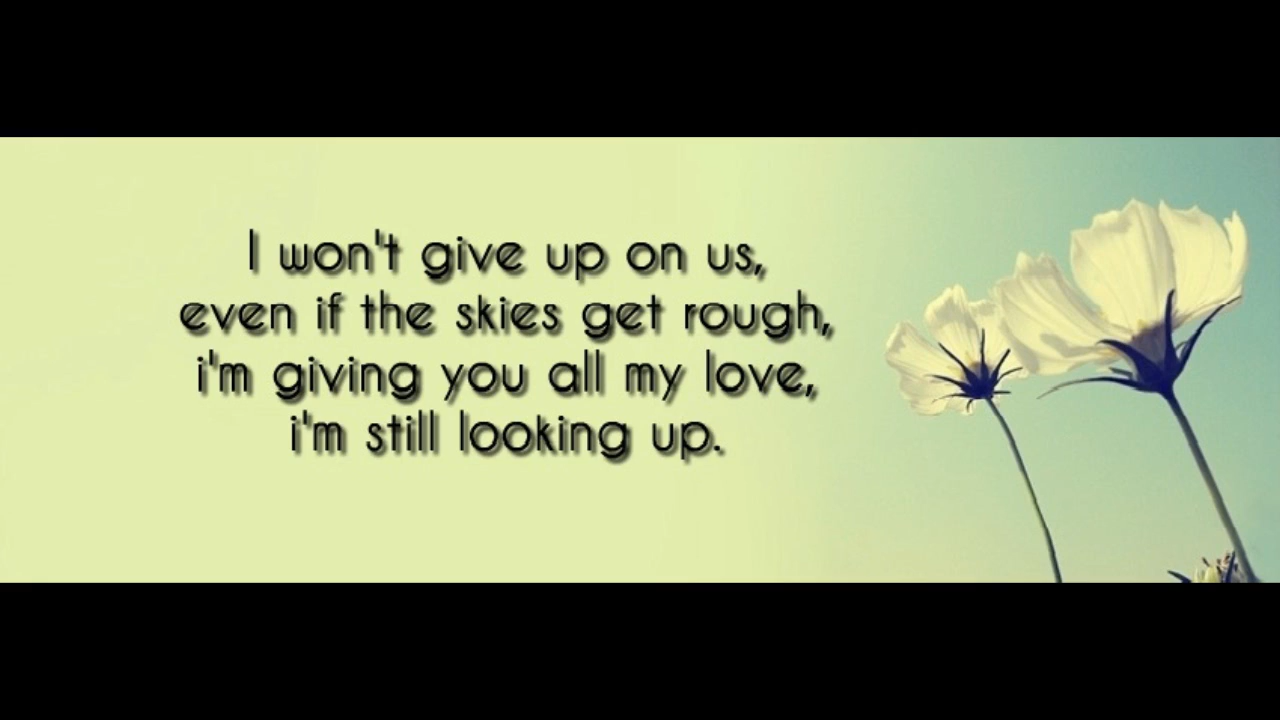 I won't give up on us,
even if the skies get rough,
i'm giving you all my love,
i'm still looking up.